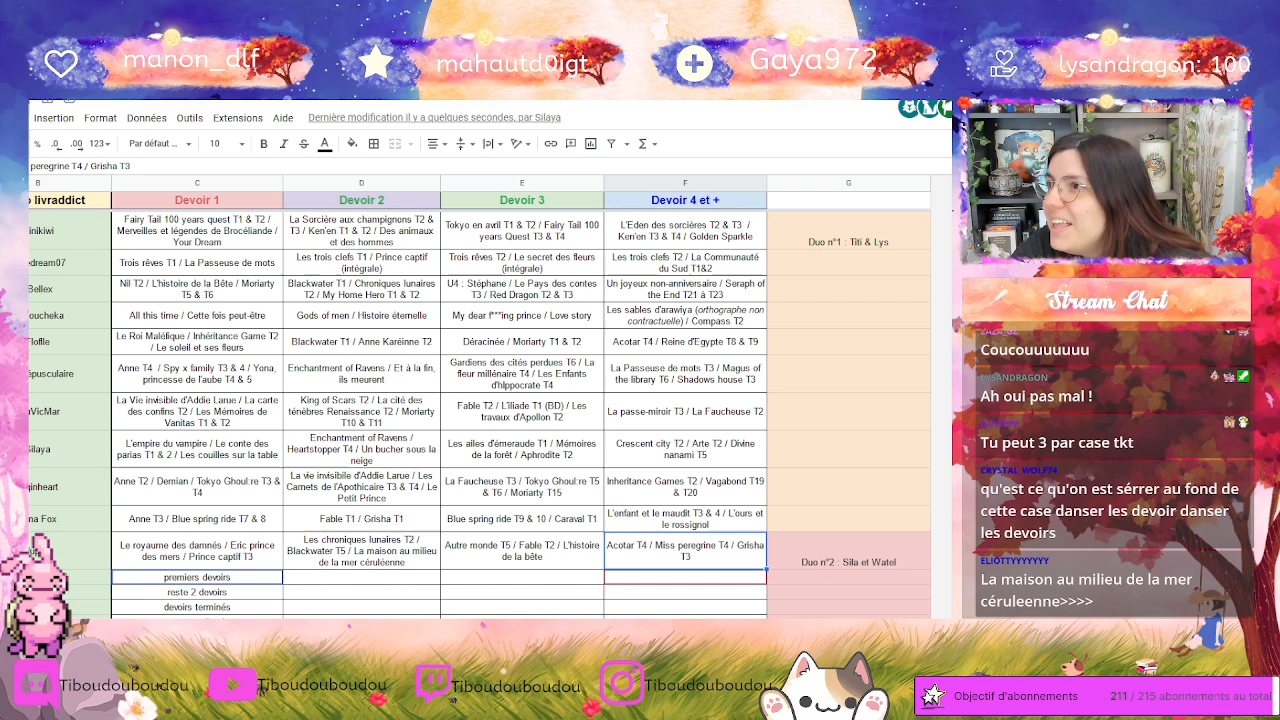 manon_dlf
mahautd0igt
Gaya972
lysandragon: 100
Insertion Format Données Outils Extensions Aide Dernière modification il y a quelques secondes, par Silaya
% .0 .00 123 Par défaut ... 10 B I S A
peregrine T4 / Grisha T3
B C D E F G
livraddict Devoir 1 Devoir 2 Devoir 3 Devoir 4 et +
inikiwi
Fairy Tail 100 years quest T1 & T2 /
Merveilles et légendes de Brocéliande /
Your Dream
La Sorcière aux champignons T2 &
T3 / Ken'en T1 & T2 / Des animaux
et des hommes
Tokyo en avril T1 & T2 / Fairy Tail 100
years Quest T3 & T4
L'Eden des sorcières T2 & T3 /
Ken'en T3 & T4 / Golden Sparkle
Duo n°1 : Titi & Lys
dream07
Trois rêves T1 / La Passeuse de mots
Les trois clefs T1 / Prince captif
(intégrale)
Trois rêves T2 / Le secret des fleurs
(intégrale)
Les trois clefs T2 / La Communauté
du Sud T1&2
Bellex
Nil T2 / L'histoire de la Bête / Moriarty
T5 & T6
Blackwater T1 / Chroniques lunaires
T2 / My Home Hero T1 & T2
U4 : Stéphane / Le Pays des contes
T3 / Red Dragon T2 & T3
Un joyeux non-anniversaire / Seraph of
the End T21 à T23
oucheka
All this time / Cette fois peut-être
Gods of men / Histoire éternelle
My dear f***ing prince / Love story
Les sables d'arawiya (orthographe non
contractuelle) / Compass T2
Flofle
Le Roi Maléfique / Inhéritance Game T2
/ Le soleil et ses fleurs
Blackwater T1 / Anne Karéinne T2
Déracinée / Moriarty T1 & T2
Acotar T4 / Reine d'Egypte T8 & T9
épusculaire
Anne T4 / Spy x family T3 & 4 / Yona,
princesse de l'aube T4 & 5
Enchantment of Ravens / Et à la fin,
ils meurent
Gardiens des cités perdues T6 / La
fleur millénaire T4 / Les Enfants
d'hIppocrate T4
La Passeuse de mots T3 / Magus of
the library T6 / Shadows house T3
VicMar
La Vie invisible d'Addie Larue / La carte
des confins T2 / Les Mémoires de
Vanitas T1 & T2
King of Scars T2 / La cité des
ténèbres Renaissance T2 / Moriarty
T10 & T11
Fable T2 / L'iliade T1 (BD) / Les
travaux d'Apollon T2
La passe-miroir T3 / La Faucheuse T2
Silaya
L'empire du vampire / Le conte des
parias T1 & 2 / Les couilles sur la table
Enchantment of Ravens /
Heartstopper T4 / Un bucher sous la
neige
Les ailes d'émeraude T1 / Mémoires
de la forêt / Aphrodite T2
Crescent city T2 / Arte T2 / Divine
nanami T5
ginheart
Anne T2 / Demian / Tokyo Ghoul:re T3 &
T4
La vie invisible d'Addie Larue / Les
Carnets de l'Apothicaire T3 & T4 / Le
Petit Prince
La Faucheuse T3 / Tokyo Ghoul:re T5
& T6 / Moriarty T15
Inheritance Games T2 / Vagabond T19
& T20
na Fox
Anne T3 / Blue spring ride T7 & 8
Fable T1 / Grisha T1
Blue spring ride T9 & 10 / Caraval T1
L'enfant et le maudit T3 & 4 / L'ours et
le rossignol
Le royaume des damnés / Eric prince
des mers / Prince captif T3
Les chroniques lunaires T2 /
Blackwater T5 / La maison au milieu
de la mer céruléenne
Autre monde T5 / Fable T2 / L'histoire
de la bête
Acotar T4 / Miss peregrine T4 / Grisha
T3
Duo n°2 : Sila et Watel
premiers devoirs
reste 2 devoirs
devoirs terminés
Stream Chat
Coucouuuuuuu
LYSANDRAGON
Ah oui pas mal !
Tu peut 3 par case tkt
CRYSTAL_WOLF74
qu'est ce qu'on est sérrer au fond de
cette case danser les devoir danser
les devoirs
ELIOTTYYYYYYY
La maison au milieu de la mer
céruleenne>>>>
Tiboudouboudou
Tiboudouboudou
Tiboudouboudou
Tiboudouboudou
Objectif d'abonnements 211 / 215 abonnements au total